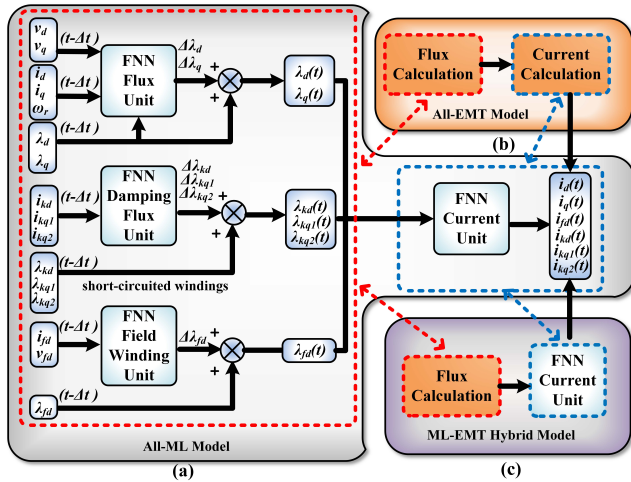 v_d
v_q
(t-Δt)
i_d
i_q
ω_r
(t-Δt)
λ_d
λ_q
(t-Δt)
FNN
Flux
Unit
Δλ_d
Δλ_q
+
+
λ_d(t)
λ_q(t)
i_kd
i_kq1
i_kq2
(t-Δt)
λ_kd
λ_kq1
λ_kq2
(t-Δt)
FNN
Damping
Flux
Unit
Δλ_kd
Δλ_kq1
Δλ_kq2
+
+
λ_kd(t)
λ_kq1(t)
λ_kq2(t)
short-circuited windings
i_fd
v_fd
(t-Δt)
λ_fd
(t-Δt)
FNN
Field
Winding
Unit
Δλ_fd
+
+
λ_fd(t)
All-ML Model
(a)
Flux
Calculation
Current
Calculation
All-EMT Model
(b)
FNN
Current
Unit
i_d(t)
i_q(t)
i_fd(t)
i_kd(t)
i_kq1(t)
i_kq2(t)
Flux
Calculation
FNN
Current
Unit
ML-EMT Hybrid Model
(c)